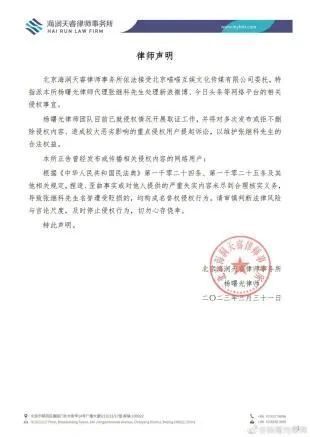 海润天睿律师事务所
HAI RUN LAW FIRM
律师声明
北京海润天睿律师事务所依法接受北京喵喵互娱文化传媒有限公司委托，特
指派本所杨曙光律师代理张继科先生处理新浪微博、今日头条等网络平台的相关
侵权事宜。
杨曙光律师团队目前已就侵权情况开展取证工作，并将对多次发布或拒不删
除侵权内容、造成较大恶劣影响的重点侵权用户提起诉讼，以维护张继科先生的
合法权益。
本所正告曾经发布或传播相关侵权内容的网络用户：
根据《中华人民共和国民法典》第一千零二十四条、第一千零二十五条及其
他相关规定，捏造、歪曲事实或对他人提供的严重失实内容未尽到合理核实义务，
导致张继科先生名誉遭受贬损的，均构成名誉权侵权行为。请审慎判断法律风险
与言论尺度，及时停止侵权行为，切勿心存侥幸。
特此声明。
北京海润天睿律师事务所
杨曙光律师
二〇二三年三月三十一日
@杨曙光律师